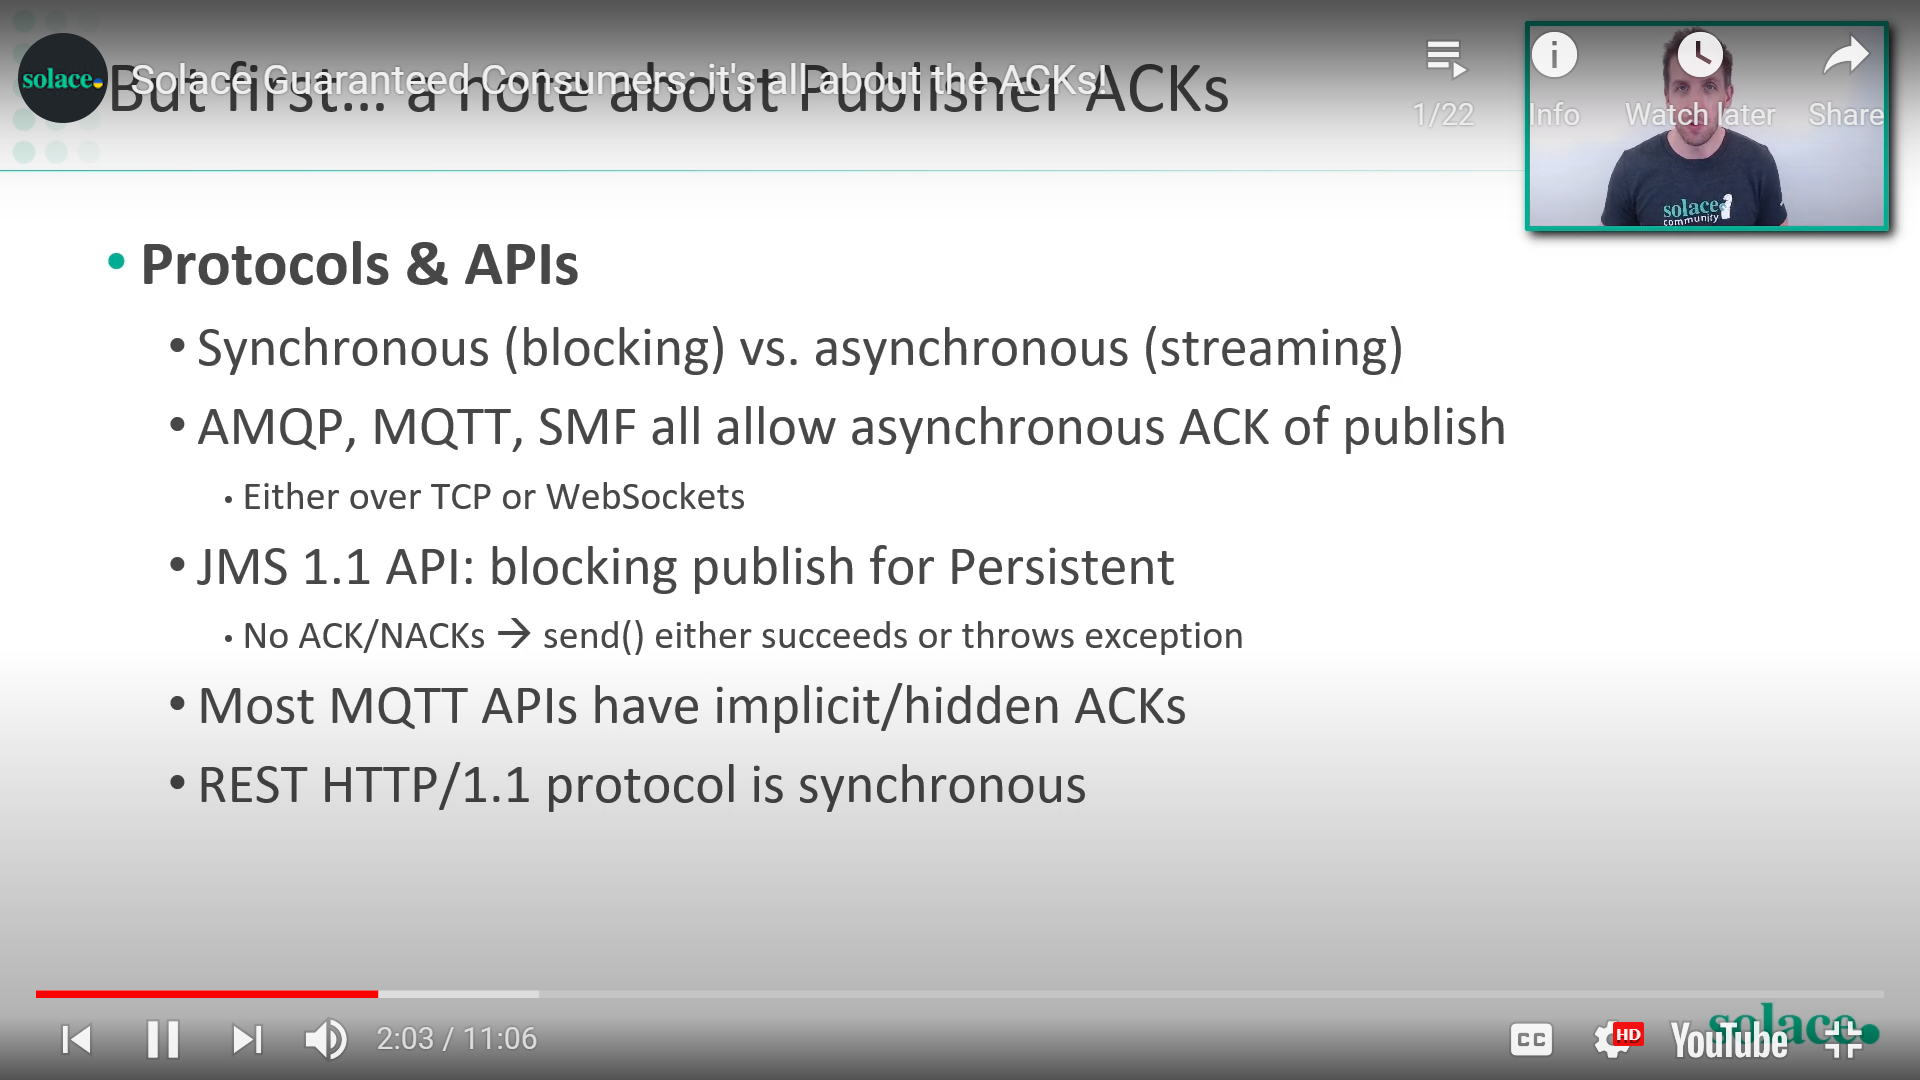 solace.
But first... a note about Publisher ACKs
Solace Guaranteed Consumers: it's all about the ACKs!
1/22
Info
Watch later
Share
solace
community
• Protocols & APIs
• Synchronous (blocking) vs. asynchronous (streaming)
• AMQP, MQTT, SMF all allow asynchronous ACK of publish
• Either over TCP or WebSockets
• JMS 1.1 API: blocking publish for Persistent
• No ACK/NACKs → send() either succeeds or throws exception
• Most MQTT APIs have implicit/hidden ACKs
• REST HTTP/1.1 protocol is synchronous
2:03 / 11:06
CC
HD
YouTube
solace.